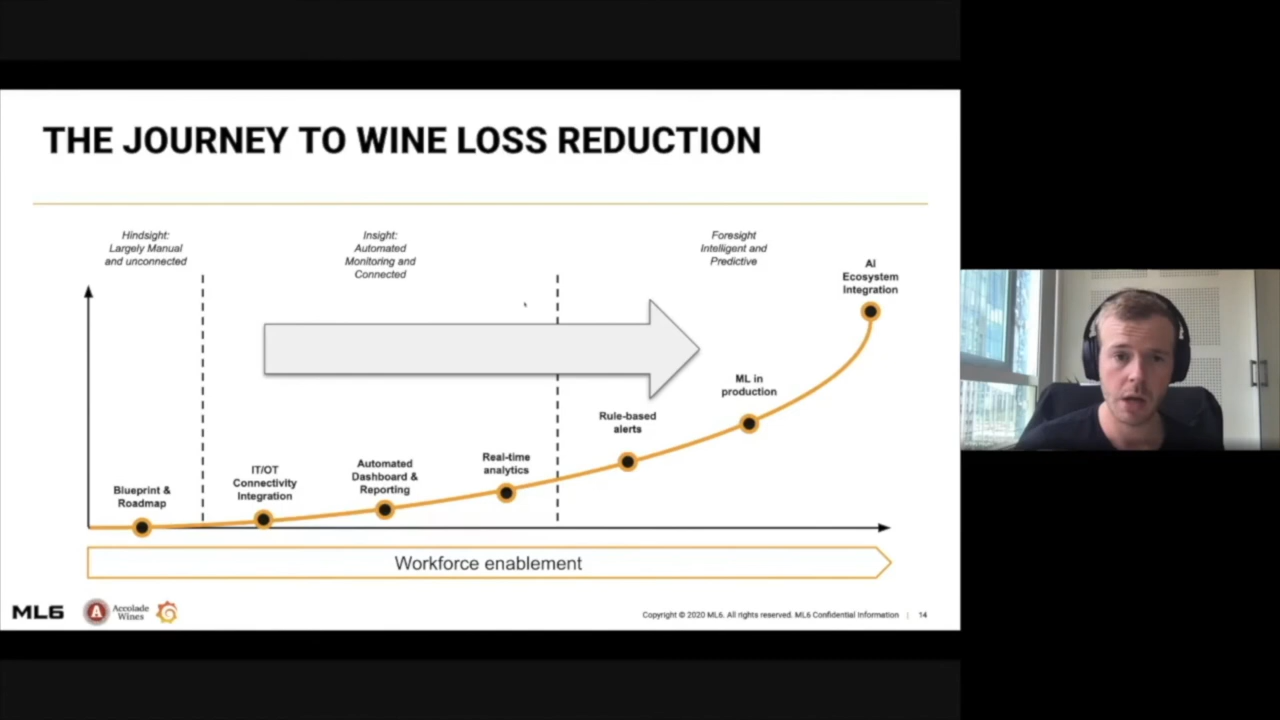 THE JOURNEY TO WINE LOSS REDUCTION
Hindsight:
Largely Manual
and unconnected
Insight:
Automated
Monitoring and
Connected
Foresight
Intelligent and
Predictive
AI
Ecosystem
Integration
ML in
production
Rule-based
alerts
Real-time
analytics
Automated
Dashboard &
Reporting
IT/OT
Connectivity
Integration
Blueprint &
Roadmap
Workforce enablement
ML6
A
Accolade
Wines
Copyright © 2020 ML6. All rights reserved. ML6 Confidential Information | 14